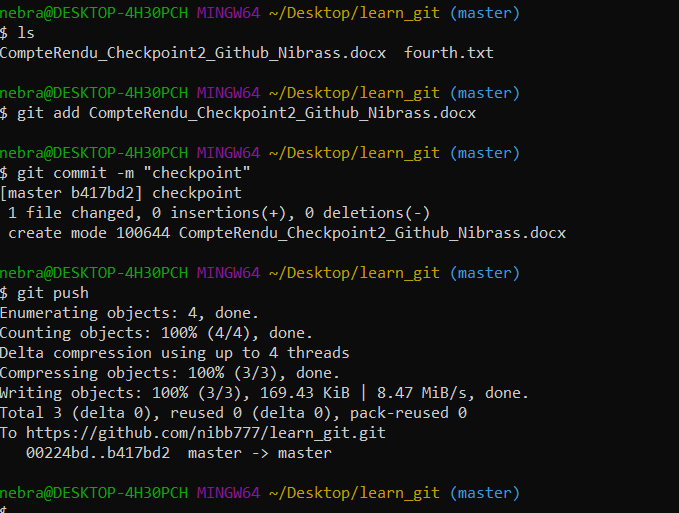 nebra@DESKTOP-4H30PCH MINGW64 ~/Desktop/learn_git (master)
$ ls
CompteRendu_Checkpoint2_Github_Nibrass.docx  fourth.txt

nebra@DESKTOP-4H30PCH MINGW64 ~/Desktop/learn_git (master)
$ git add CompteRendu_Checkpoint2_Github_Nibrass.docx

nebra@DESKTOP-4H30PCH MINGW64 ~/Desktop/learn_git (master)
$ git commit -m "checkpoint"
[master b417bd2] checkpoint
 1 file changed, 0 insertions(+), 0 deletions(-)
 create mode 100644 CompteRendu_Checkpoint2_Github_Nibrass.docx

nebra@DESKTOP-4H30PCH MINGW64 ~/Desktop/learn_git (master)
$ git push
Enumerating objects: 4, done.
Counting objects: 100% (4/4), done.
Delta compression using up to 4 threads
Compressing objects: 100% (3/3), done.
Writing objects: 100% (3/3), 169.43 KiB | 8.47 MiB/s, done.
Total 3 (delta 0), reused 0 (delta 0), pack-reused 0
To https://github.com/nibb777/learn_git.git
   00224bd..b417bd2  master -> master

nebra@DESKTOP-4H30PCH MINGW64 ~/Desktop/learn_git (master)
$